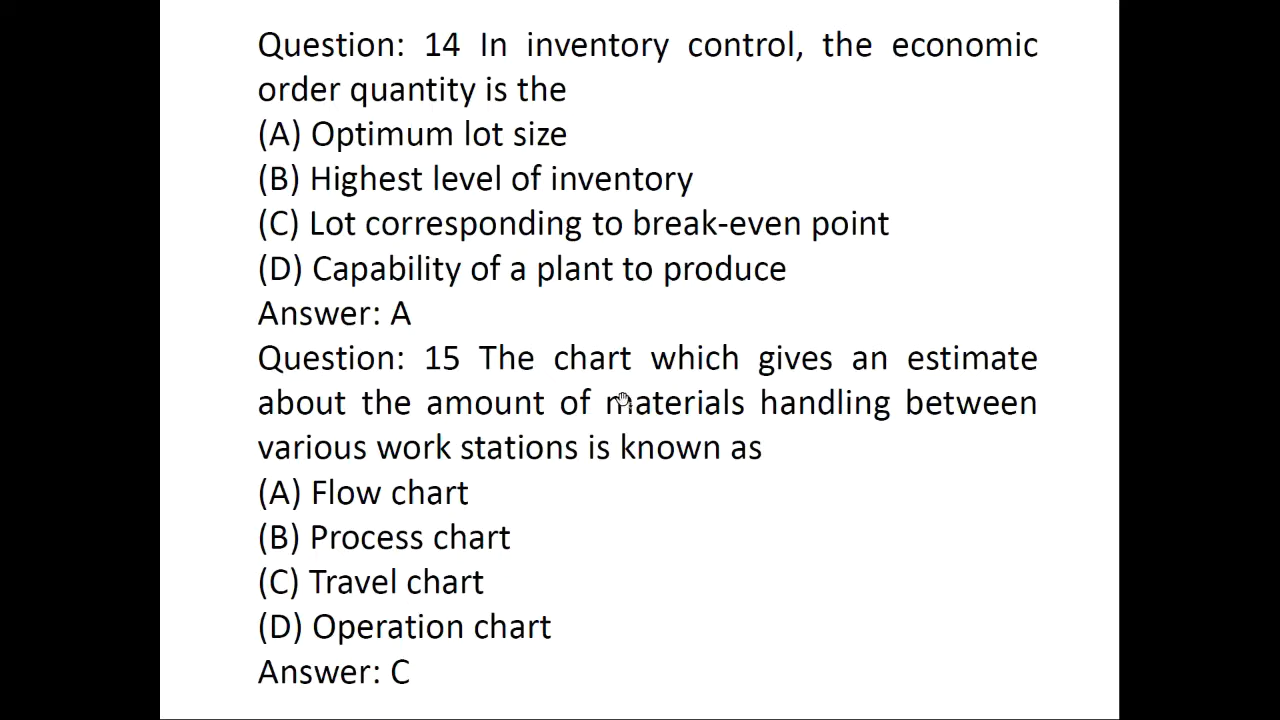 Question: 14 In inventory control, the economic
order quantity is the
(A) Optimum lot size
(B) Highest level of inventory
(C) Lot corresponding to break-even point
(D) Capability of a plant to produce
Answer: A
Question: 15 The chart which gives an estimate
about the amount of materials handling between
various work stations is known as
(A) Flow chart
(B) Process chart
(C) Travel chart
(D) Operation chart
Answer: C